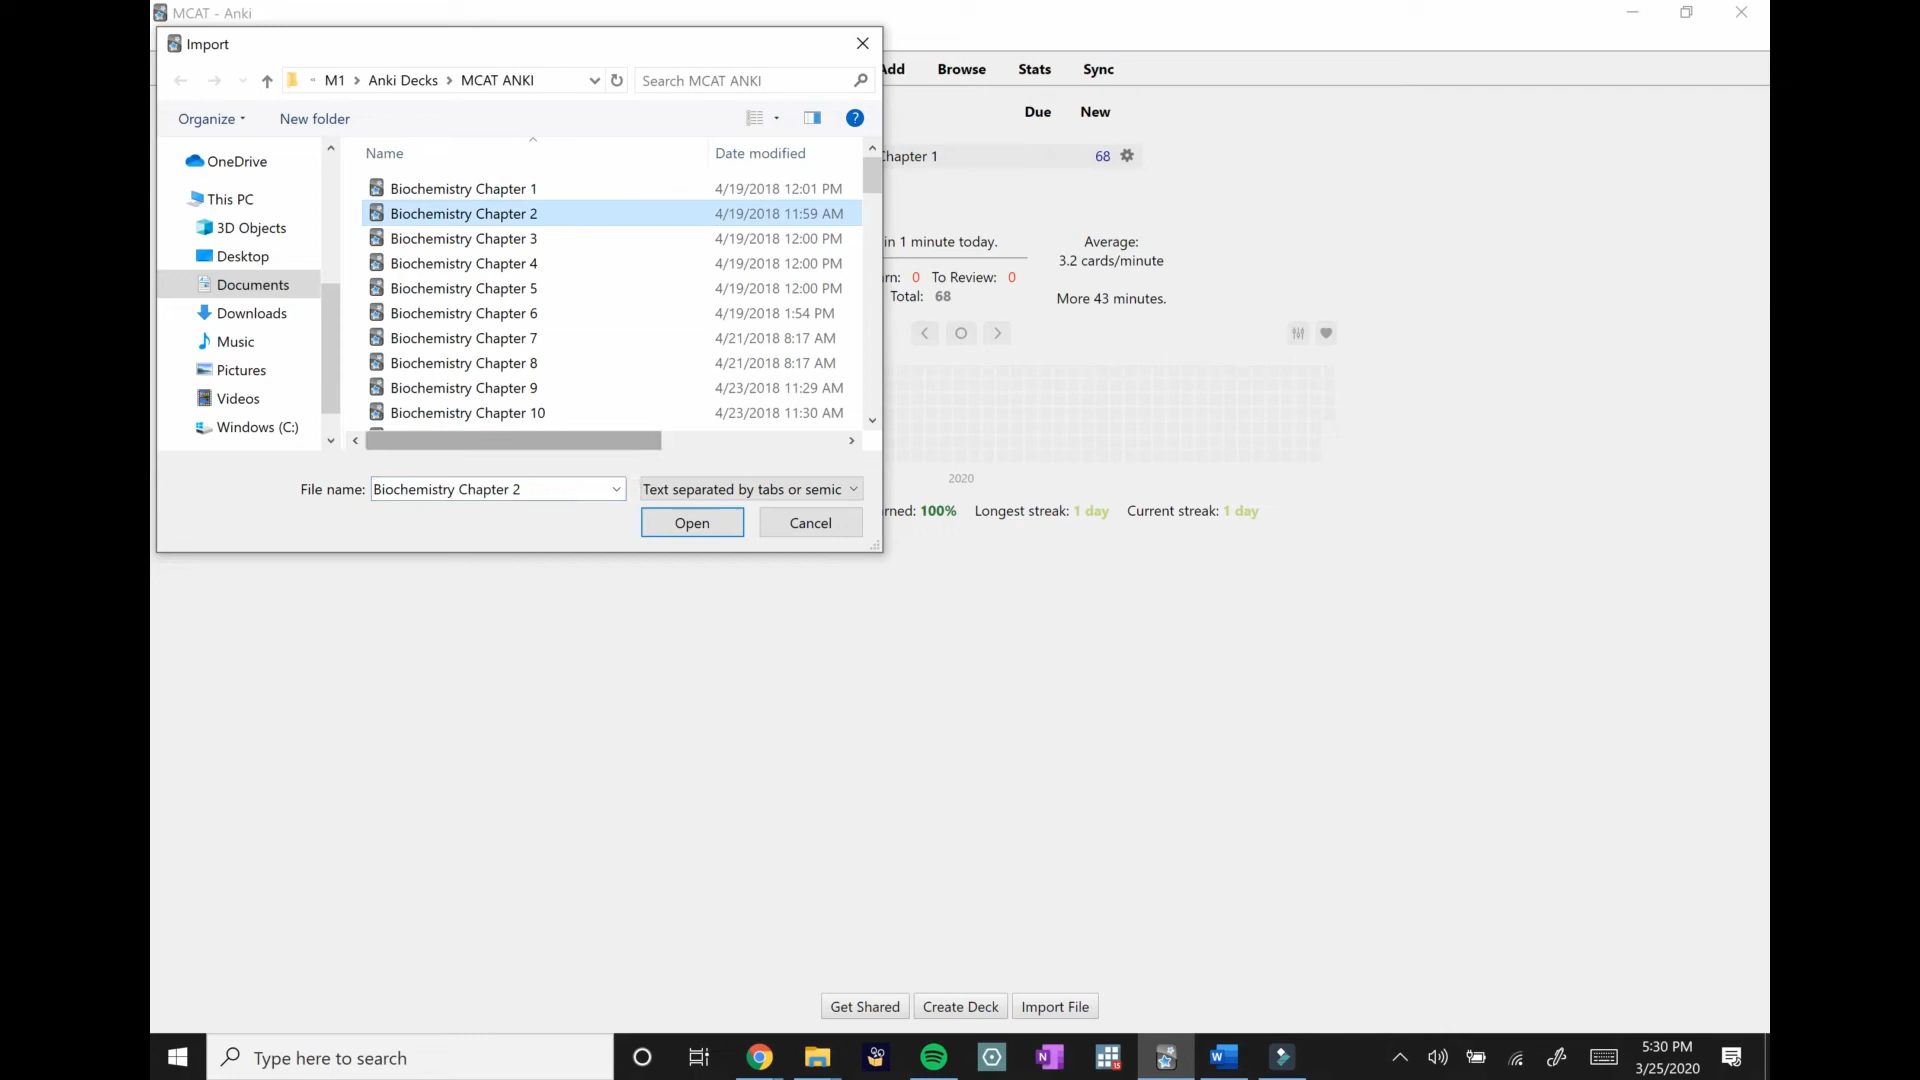 MCAT - Anki
Import
« M1 > Anki Decks > MCAT ANKI
Search MCAT ANKI
Browse Stats Sync
Organize
New folder
Due New
Name
Date modified
OneDrive
This PC
3D Objects
Desktop
Documents
Downloads
Music
Pictures
Videos
Windows (C:)
Biochemistry Chapter 1 4/19/2018 12:01 PM
Biochemistry Chapter 2 4/19/2018 11:59 AM
Biochemistry Chapter 3 4/19/2018 12:00 PM
Biochemistry Chapter 4 4/19/2018 12:00 PM
Biochemistry Chapter 5 4/19/2018 12:00 PM
Biochemistry Chapter 6 4/19/2018 1:54 PM
Biochemistry Chapter 7 4/21/2018 8:17 AM
Biochemistry Chapter 8 4/21/2018 8:17 AM
Biochemistry Chapter 9 4/23/2018 11:29 AM
Biochemistry Chapter 10 4/23/2018 11:30 AM
File name: Biochemistry Chapter 2
Text separated by tabs or semic
Open Cancel
Chapter 1 68
in 1 minute today.
rn: 0 To Review: 0
Total: 68
Average:
3.2 cards/minute
More 43 minutes.
2020
rned: 100% Longest streak: 1 day Current streak: 1 day
Get Shared Create Deck Import File
Type here to search
N
15
W
5:30 PM
3/25/2020